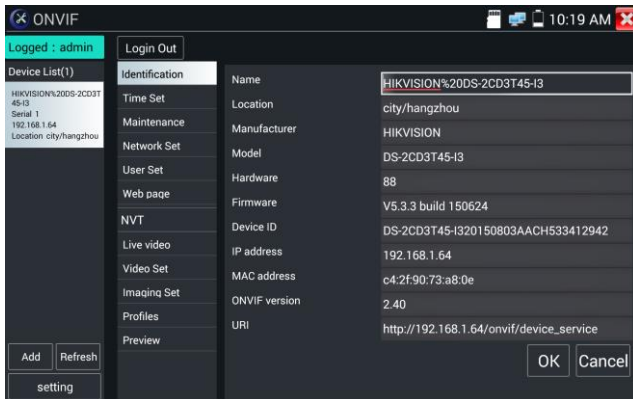 ONVIF
10:19 AM
Logged : admin
Login Out
Device List(1)
HIKVISION%20DS-2CD3T
45-I3
Serial 1
192.168.1.64
Location city/hangzhou
Identification
Time Set
Maintenance
Network Set
User Set
Web page
NVT
Live video
Video Set
Imaging Set
Profiles
Preview
Name
HIKVISION%20DS-2CD3T45-I3
Location
city/hangzhou
Manufacturer
HIKVISION
Model
DS-2CD3T45-I3
Hardware
88
Firmware
V5.3.3 build 150624
Device ID
DS-2CD3T45-I320150803AACH533412942
IP address
192.168.1.64
MAC address
c4:2f:90:73:a8:0e
ONVIF version
2.40
URI
http://192.168.1.64/onvif/device_service
Add
Refresh
setting
OK
Cancel